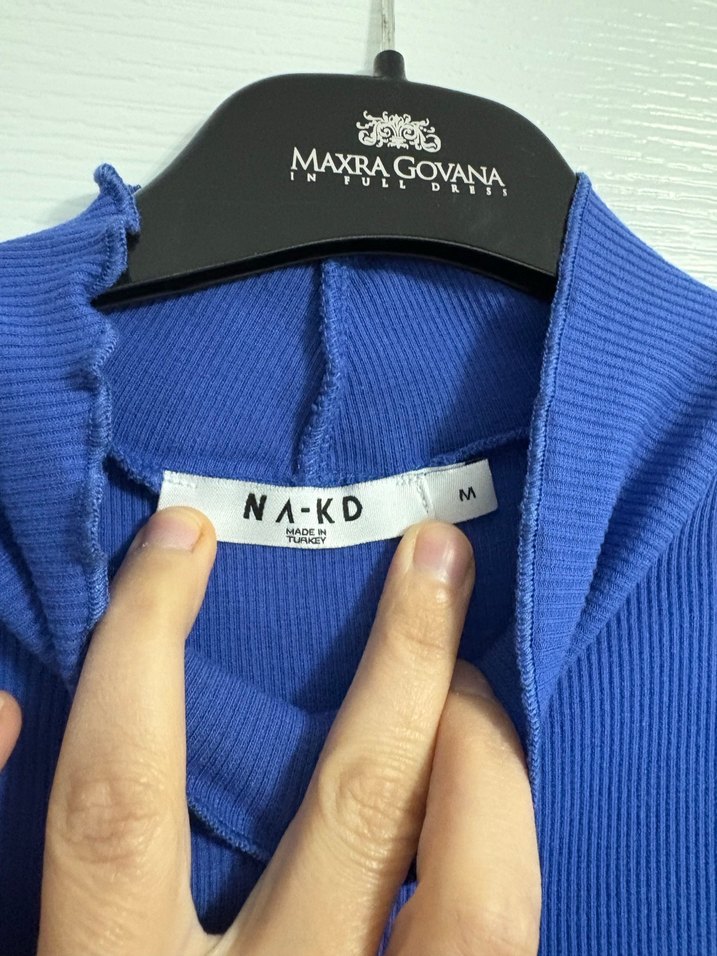 MAXRA GOVANA
IN FULL DRESS
NA-KD
MADE IN
TURKEY
M